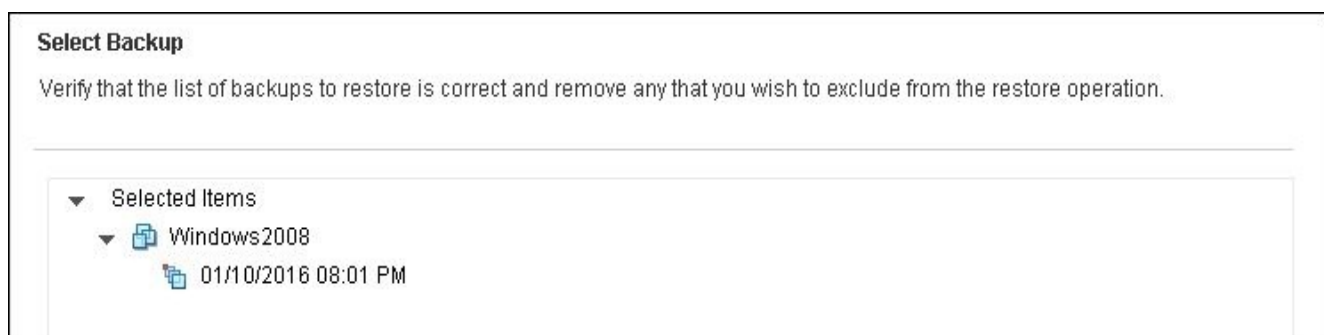 Select Backup
Verify that the list of backups to restore is correct and remove any that you wish to exclude from the restore operation.
Selected Items
Windows2008
01/10/2016 08:01 PM